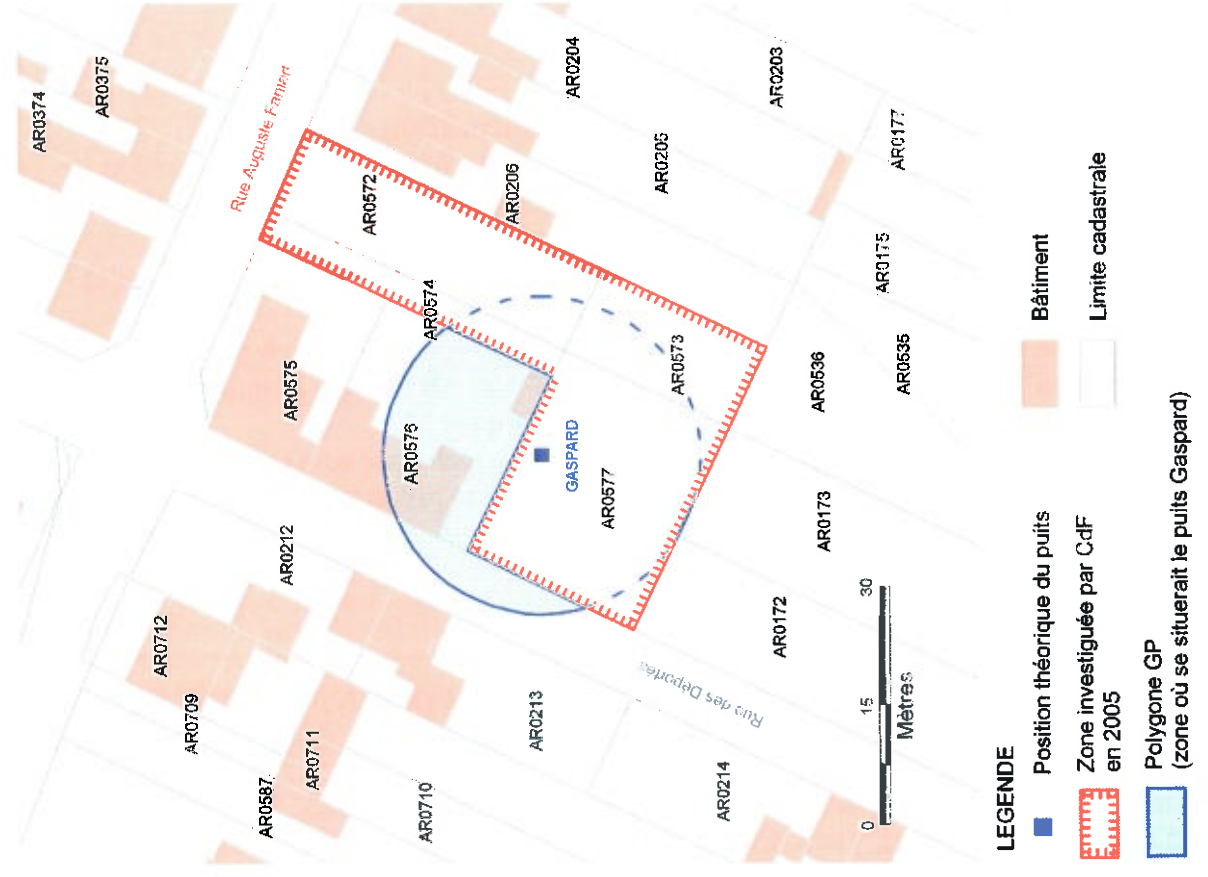 AR0374
AR0375
Rue Auguste Famart
AR0204
AR0203
AR0572
AR0206
AR0205
AR0177
AR0574
AR0175
AR0575
AR0573
AR0536
AR0535
AR0576
GASPARD
AR0577
AR0173
AR0212
AR0712
AR0172
Rue des Déportés
AR0709
AR0213
AR0711
AR0587
AR0710
AR0214
0 15 30
Mètres
LEGENDE
Position théorique du puits
Bâtiment
Zone investiguée par CdF
en 2005
Limite cadastrale
Polygone GP
(zone où se situerait le puits Gaspard)